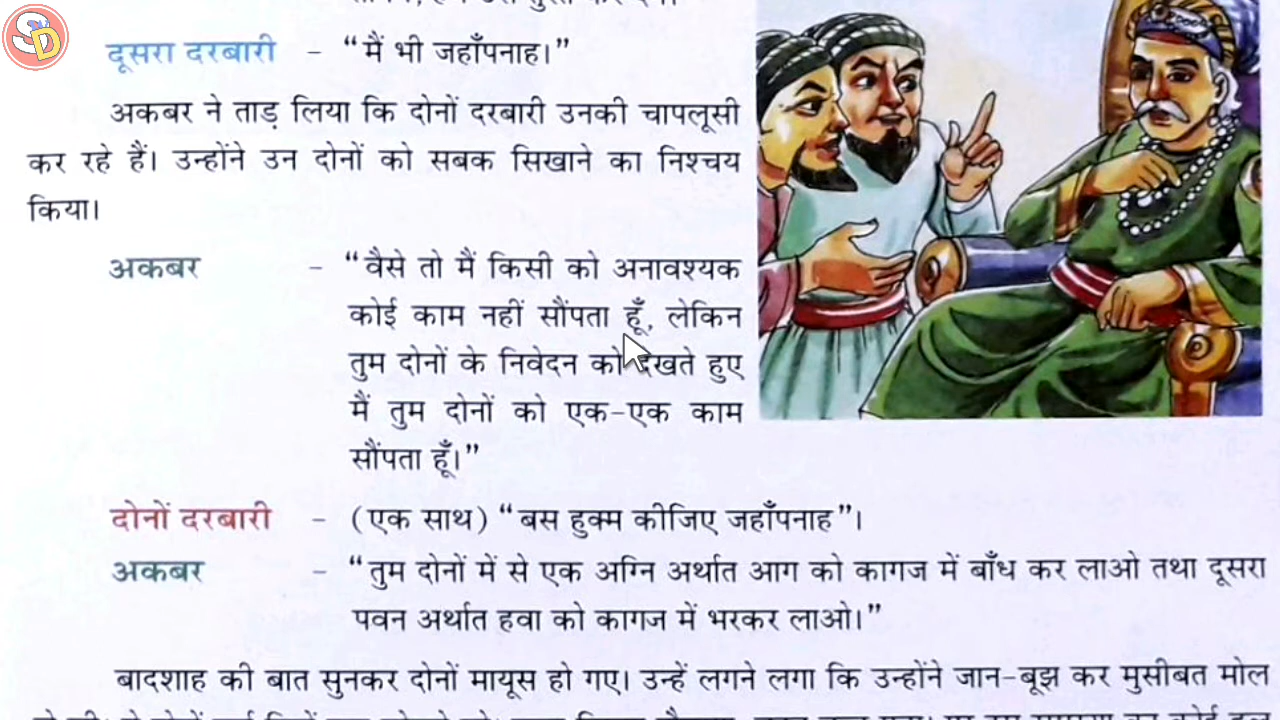 SD
दूसरा दरबारी – “मैं भी जहाँपनाह।”
अकबर ने ताड़ लिया कि दोनों दरबारी उनकी चापलूसी
कर रहे हैं। उन्होंने उन दोनों को सबक सिखाने का निश्चय
किया।
अकबर – “वैसे तो मैं किसी को अनावश्यक
कोई काम नहीं सौंपता हूँ, लेकिन
तुम दोनों के निवेदन को देखते हुए
मैं तुम दोनों को एक-एक काम
सौंपता हूँ।”
दोनों दरबारी – (एक साथ) “बस हुक्म कीजिए जहाँपनाह”।
अकबर – “तुम दोनों में से एक अग्नि अर्थात आग को कागज में बाँध कर लाओ तथा दूसरा
पवन अर्थात हवा को कागज में भरकर लाओ।”
बादशाह की बात सुनकर दोनों मायूस हो गए। उन्हें लगने लगा कि उन्होंने जान-बूझ कर मुसीबत मोल